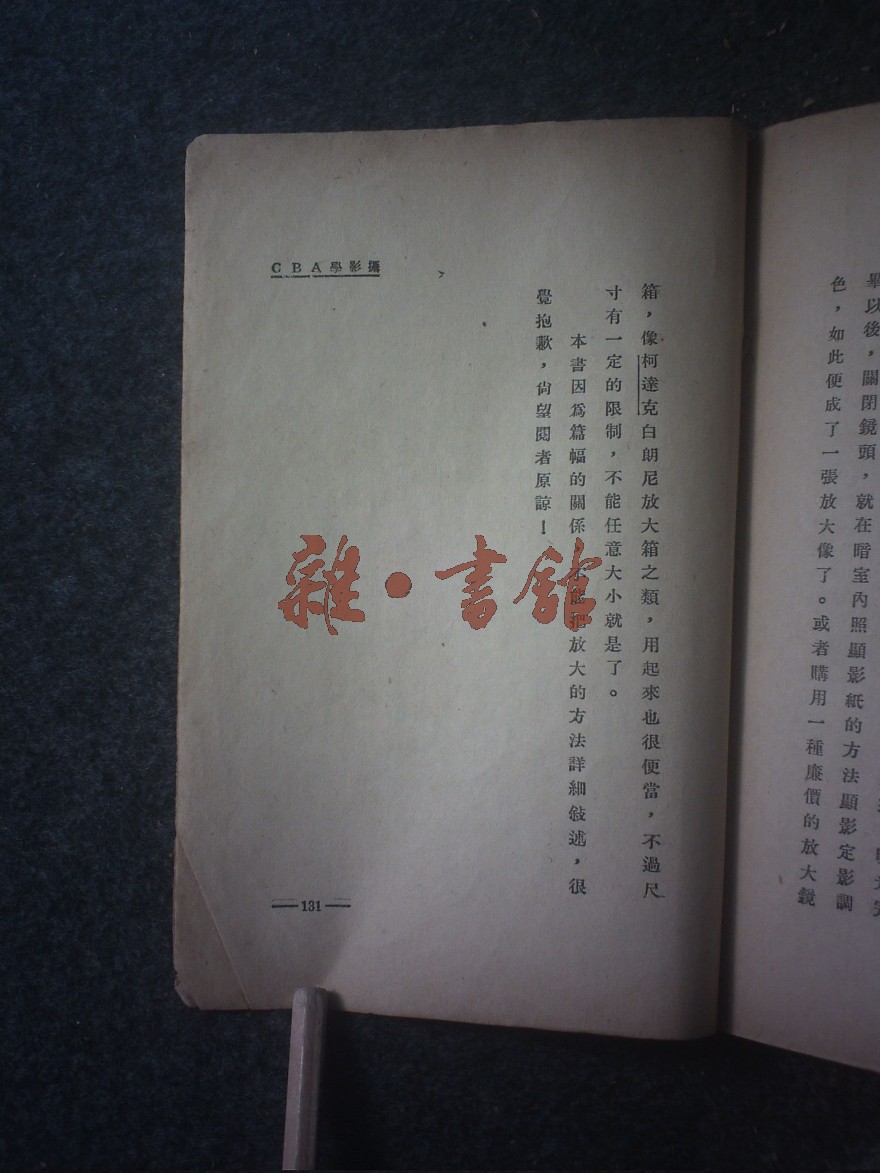 畢以後，關閉鏡頭，就在暗室內照顯影紙的方法顯影定影調
色，如此便成了一張放大像了。或者購用一種廉價的放大鏡
攝影學ABC
箱，像柯達克白朗尼放大箱之類，用起來也很便當，不過尺
寸有一定的限制，不能任意大小就是了。
本書因爲篇幅的關係，不能把放大的方法詳細敍述，很
覺抱歉，尙望閱者原諒！
131
雜·書館